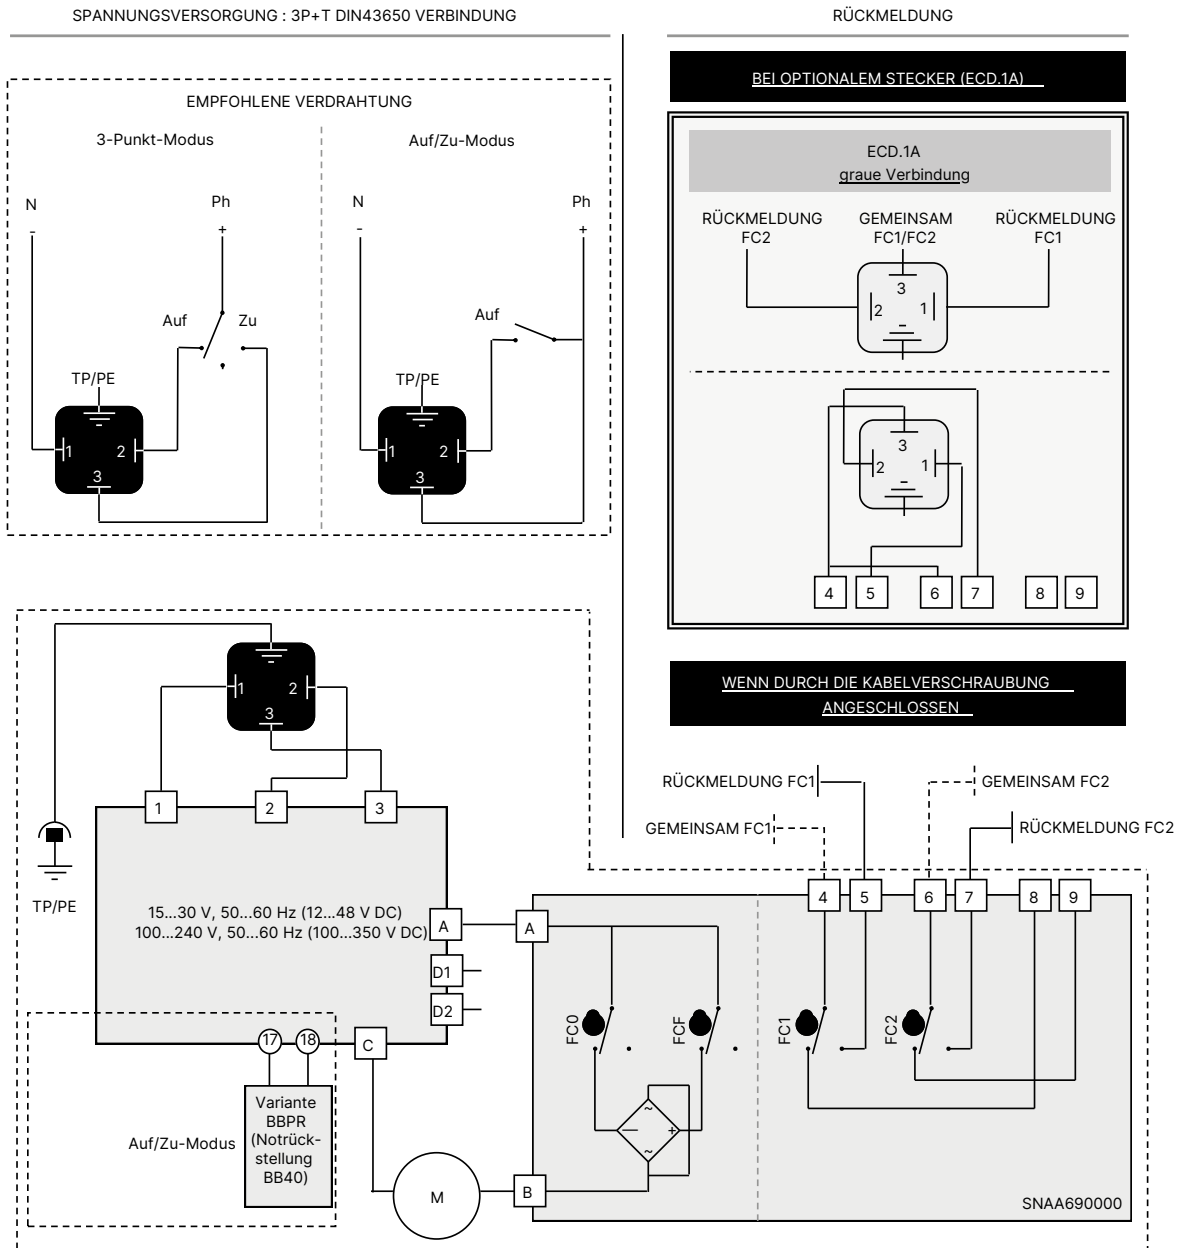 SPANNUNGSVERSORGUNG : 3P+T DIN43650 VERBINDUNG
EMPFOHLENE VERDRAHTUNG
3-Punkt-Modus
N
-
Ph
+
Auf
Zu
TP/PE
1
2
3
Auf/Zu-Modus
N
-
Ph
+
Auf
TP/PE
1
2
3
RÜCKMELDUNG
BEI OPTIONALEM STECKER (ECD.1A)
ECD.1A
graue Verbindung
RÜCKMELDUNG
FC2
GEMEINSAM
FC1/FC2
RÜCKMELDUNG
FC1
3
2
1
3
2
1
4
5
6
7
8
9
WENN DURCH DIE KABELVERSCHRAUBUNG
ANGESCHLOSSEN
RÜCKMELDUNG FC1
GEMEINSAM FC2
GEMEINSAM FC1
RÜCKMELDUNG FC2
1
2
3
1
2
3
TP/PE
15...30 V, 50...60 Hz (12...48 V DC)
100...240 V, 50...60 Hz (100...350 V DC)
A
D1
D2
17
18
C
Auf/Zu-Modus
Variante
BBPR
(Notrück-
stellung
BB40)
M
A
B
4
5
6
7
8
9
FC0
FCF
FC1
FC2
~
—
+
~
SNAA690000